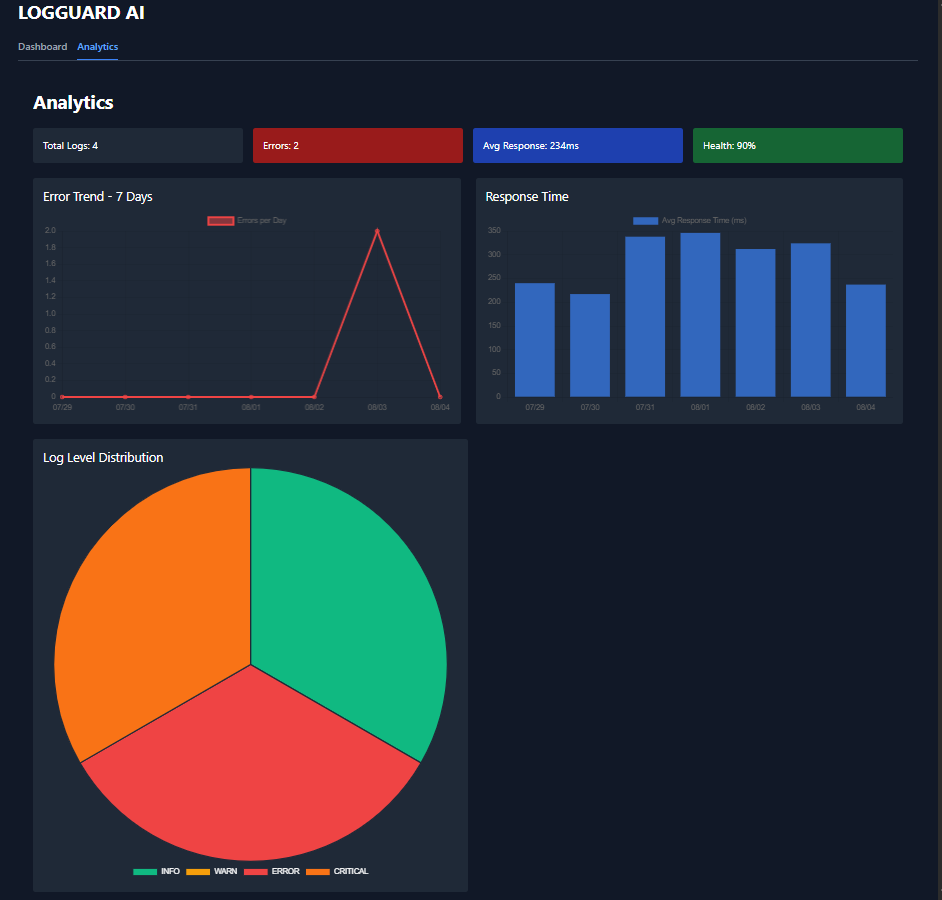 LOGGUARD AI
Dashboard Analytics
Analytics
Total Logs: 4
Errors: 2
Avg Response: 234ms
Health: 90%
Error Trend - 7 Days
Errors per Day
2.0
1.8
1.6
1.4
1.2
1.0
0.8
0.6
0.4
0.2
0
07/29 07/30 07/31 08/01 08/02 08/03 08/04
Response Time
Avg Response Time (ms)
350
300
250
200
150
100
50
0
07/29 07/30 07/31 08/01 08/02 08/03 08/04
Log Level Distribution
INFO WARN ERROR CRITICAL